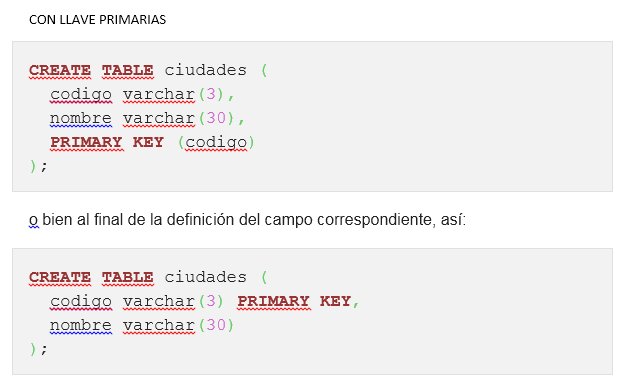 CON LLAVE PRIMARIAS
CREATE TABLE ciudades (
codigo varchar(3),
nombre varchar(30),
PRIMARY KEY (codigo)
);
o bien al final de la definición del campo correspondiente, así:
CREATE TABLE ciudades (
codigo varchar(3) PRIMARY KEY,
nombre varchar(30)
);